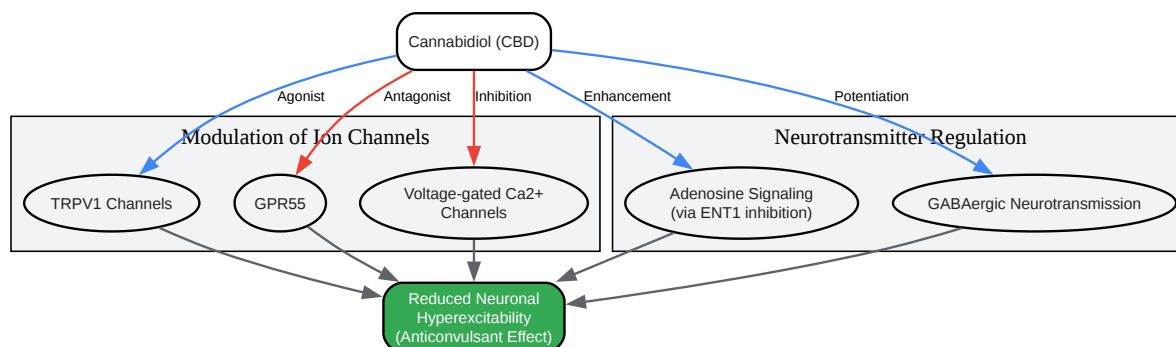 Cannabidiol (CBD)
Agonist
Antagonist
Inhibition
Enhancement
Potentiation
Modulation of Ion Channels
Neurotransmitter Regulation
TRPV1 Channels
GPR55
Voltage-gated Ca2+
Channels
Adenosine Signaling
(via ENT1 inhibition)
GABAergic Neurotransmission
Reduced Neuronal
Hyperexcitability
(Anticonvulsant Effect)